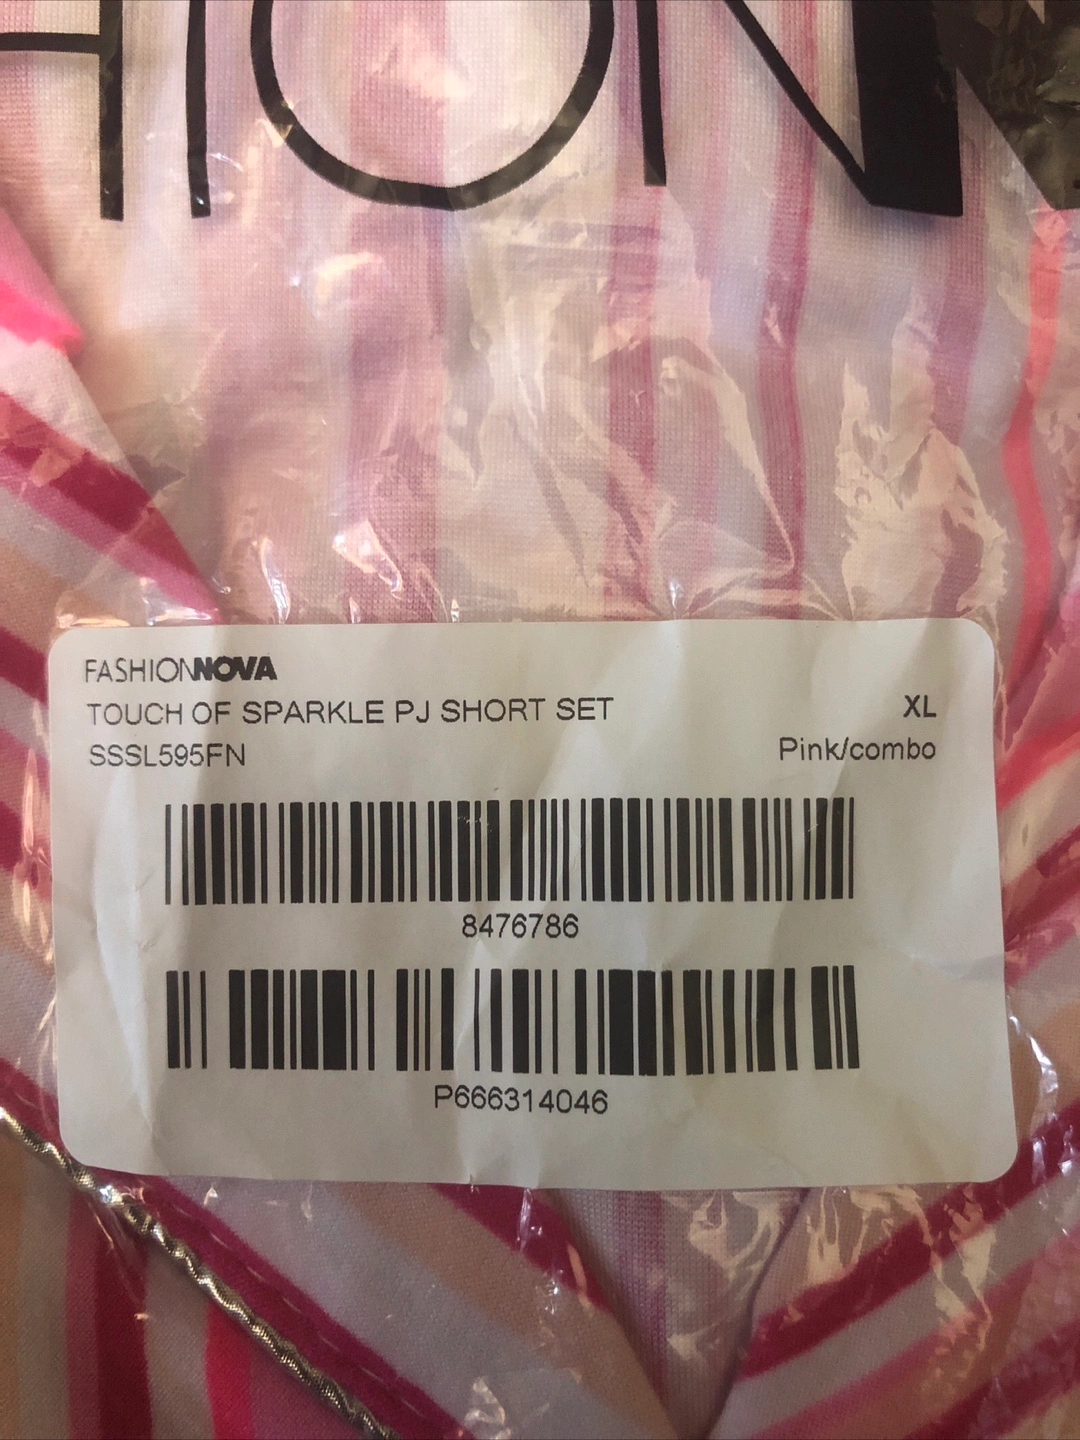 HION
FASHIONNOVA
TOUCH OF SPARKLE PJ SHORT SET
XL
SSSL595FN
Pink/combo
8476786
P666314046